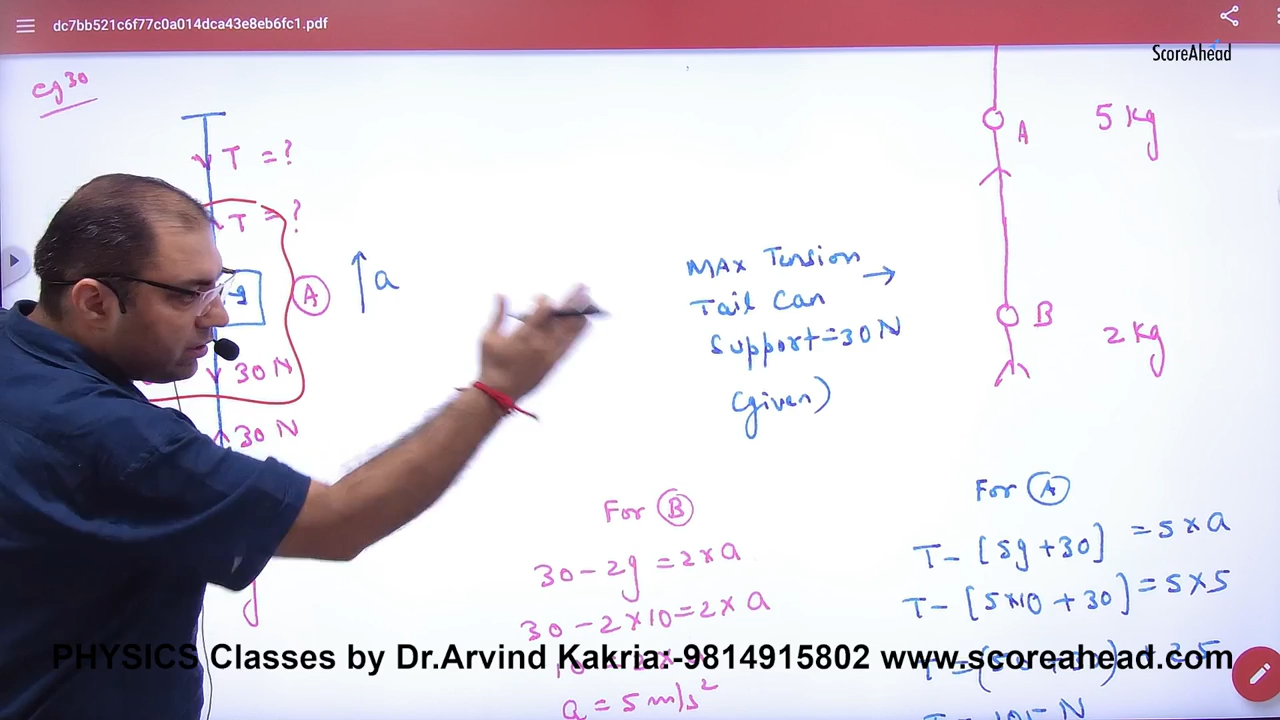 dc7bb521c6f77c0a014dca43e8eb6fc1.pdf
ScoreAhead
eg 30
T = ?
T = ?
A
a
30 N
30 N
A
5 kg
B
2 kg
MAX Tension →
Tail Can
Support = 30 N
Given)
For B
30 - 2g = 2 × a
30 - 2 × 10 = 2 × a
a = 5 m/s²
For A
T - [5g + 30] = 5 × a
T - [5×10 + 30] = 5 × 5
PHYSICS Classes by Dr.Arvind Kakria:-9814915802 www.scoreahead.com